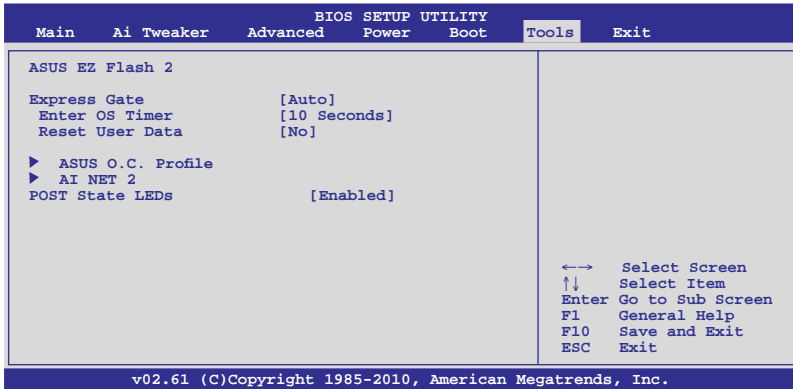 BIOS SETUP UTILITY
Main Ai Tweaker Advanced Power Boot Tools Exit
ASUS EZ Flash 2
Express Gate [Auto]
Enter OS Timer [10 Seconds]
Reset User Data [No]
▶ ASUS O.C. Profile
▶ AI NET 2
POST State LEDs [Enabled]
←→ Select Screen
↑↓ Select Item
Enter Go to Sub Screen
F1 General Help
F10 Save and Exit
ESC Exit
v02.61 (C)Copyright 1985-2010, American Megatrends, Inc.